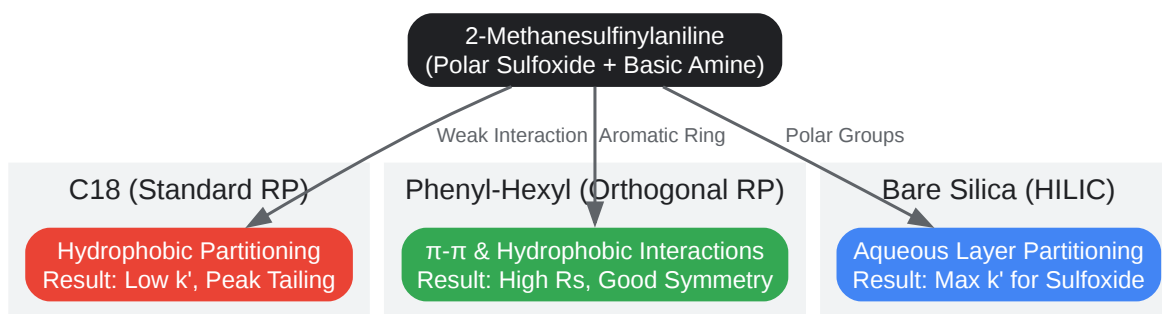 2-Methanesulfinylaniline
(Polar Sulfoxide + Basic Amine)
Weak Interaction
Aromatic Ring
Polar Groups
C18 (Standard RP)
Phenyl-Hexyl (Orthogonal RP)
Bare Silica (HILIC)
Hydrophobic Partitioning
Result: Low k', Peak Tailing
π-π & Hydrophobic Interactions
Result: High Rs, Good Symmetry
Aqueous Layer Partitioning
Result: Max k' for Sulfoxide